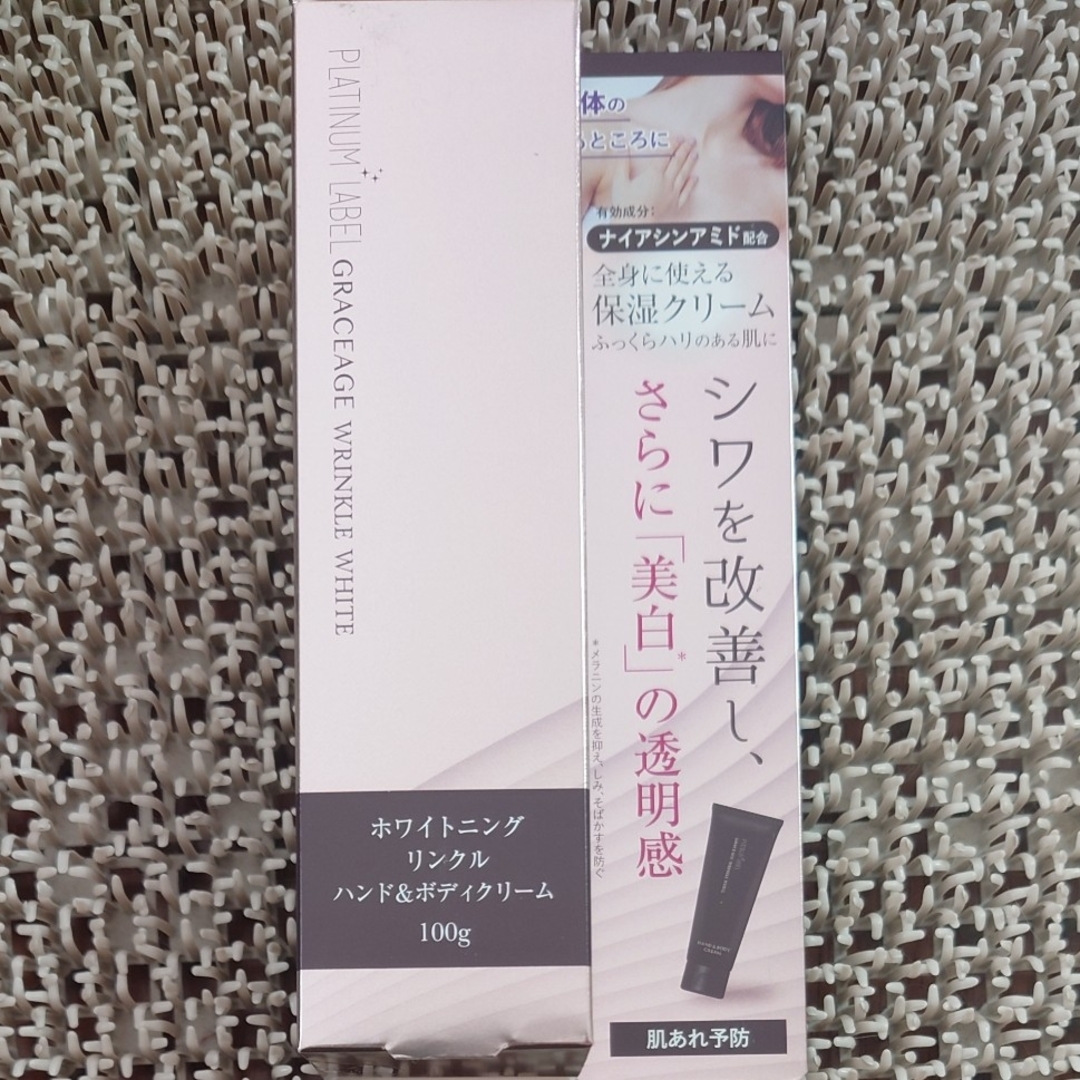 PLATINUM LABEL GRACEAGE WRINKLE WHITE
ホワイトニング
リンクル
ハンド&ボディクリーム
100g
体の
ところに
有効成分:
ナイアシンアミド配合
全身に使える
保湿クリーム
ふっくらハリのある肌に
シワを改善し、
さらに「美白」*の透明感
*メラニンの生成を抑え、しみ、そばかすを防ぐ
HAND & BODY
CREAM
肌あれ予防